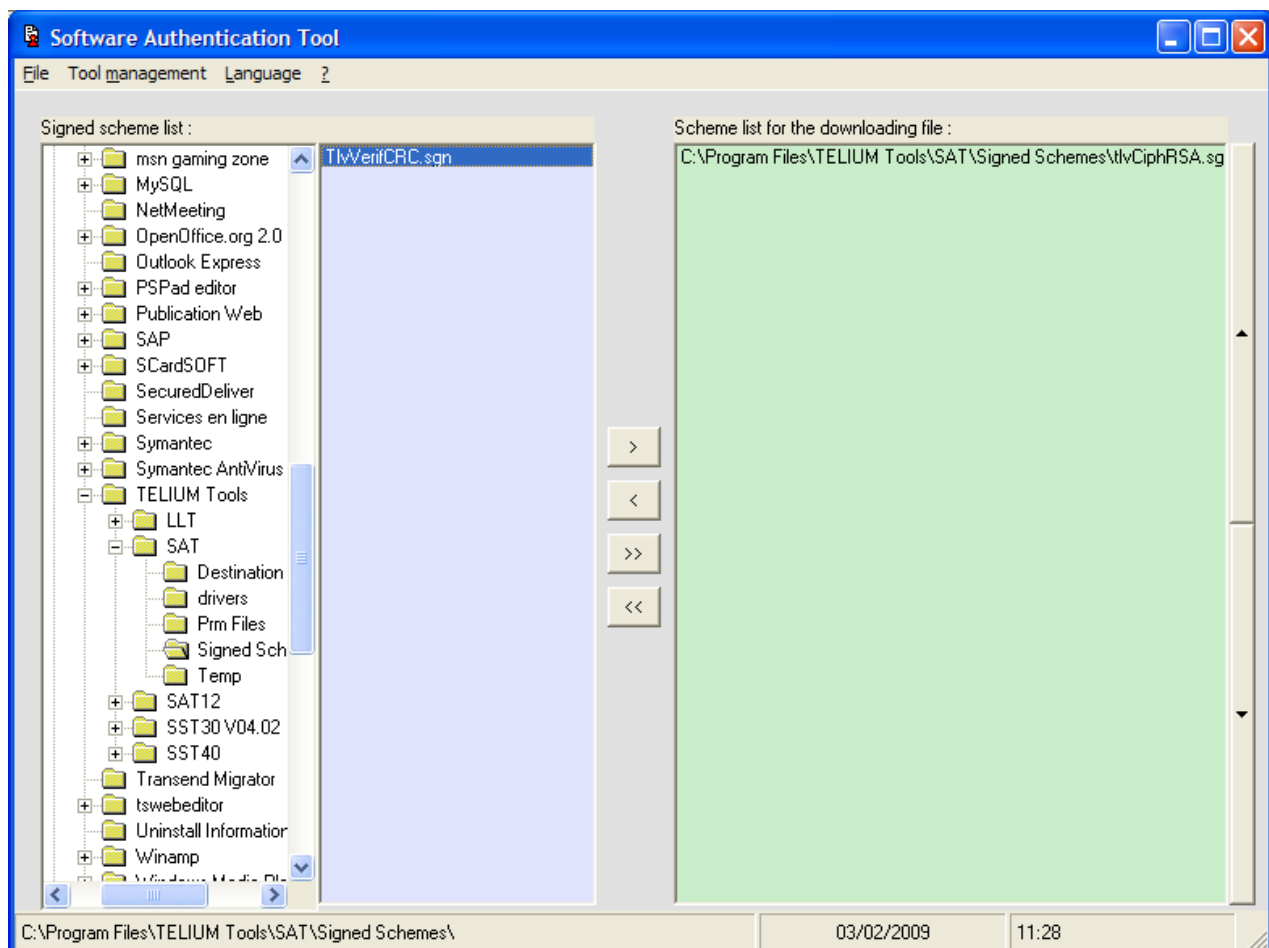 Software Authentication Tool
File Tool management Language ?
Signed scheme list :
Scheme list for the downloading file :
msn gaming zone
MySQL
NetMeeting
OpenOffice.org 2.0
Outlook Express
PSPad editor
Publication Web
SAP
SCardSOFT
SecuredDeliver
Services en ligne
Symantec
Symantec AntiVirus
TELIUM Tools
LLT
SAT
Destination
drivers
Prm Files
Signed Sch
Temp
SAT12
SST30 V04.02
SST40
Transend Migrator
tswebeditor
Uninstall Information
Winamp
TlvVerifCRC.sgn
>
<
>>
<<
C:\Program Files\TELIUM Tools\SAT\Signed Schemes\tlvCiphRSA.sg
C:\Program Files\TELIUM Tools\SAT\Signed Schemes\
03/02/2009
11:28